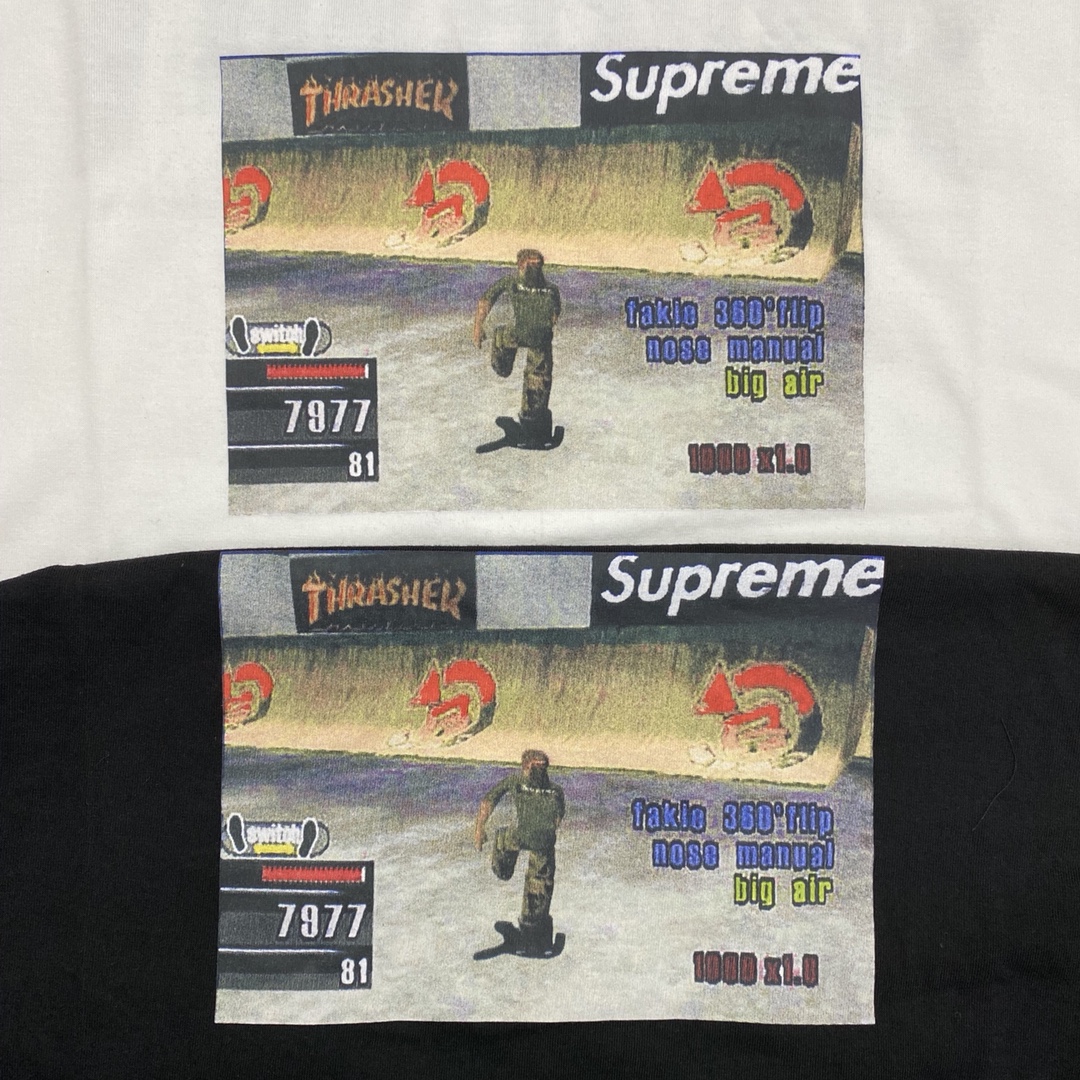 THRASHER
Supreme
fakie 360°flip
switch
nose manual
big air
7977
81
1000 x1.0
THRASHER
Supreme
fakie 360°flip
switch
nose manual
big air
7977
81
1000 x1.0